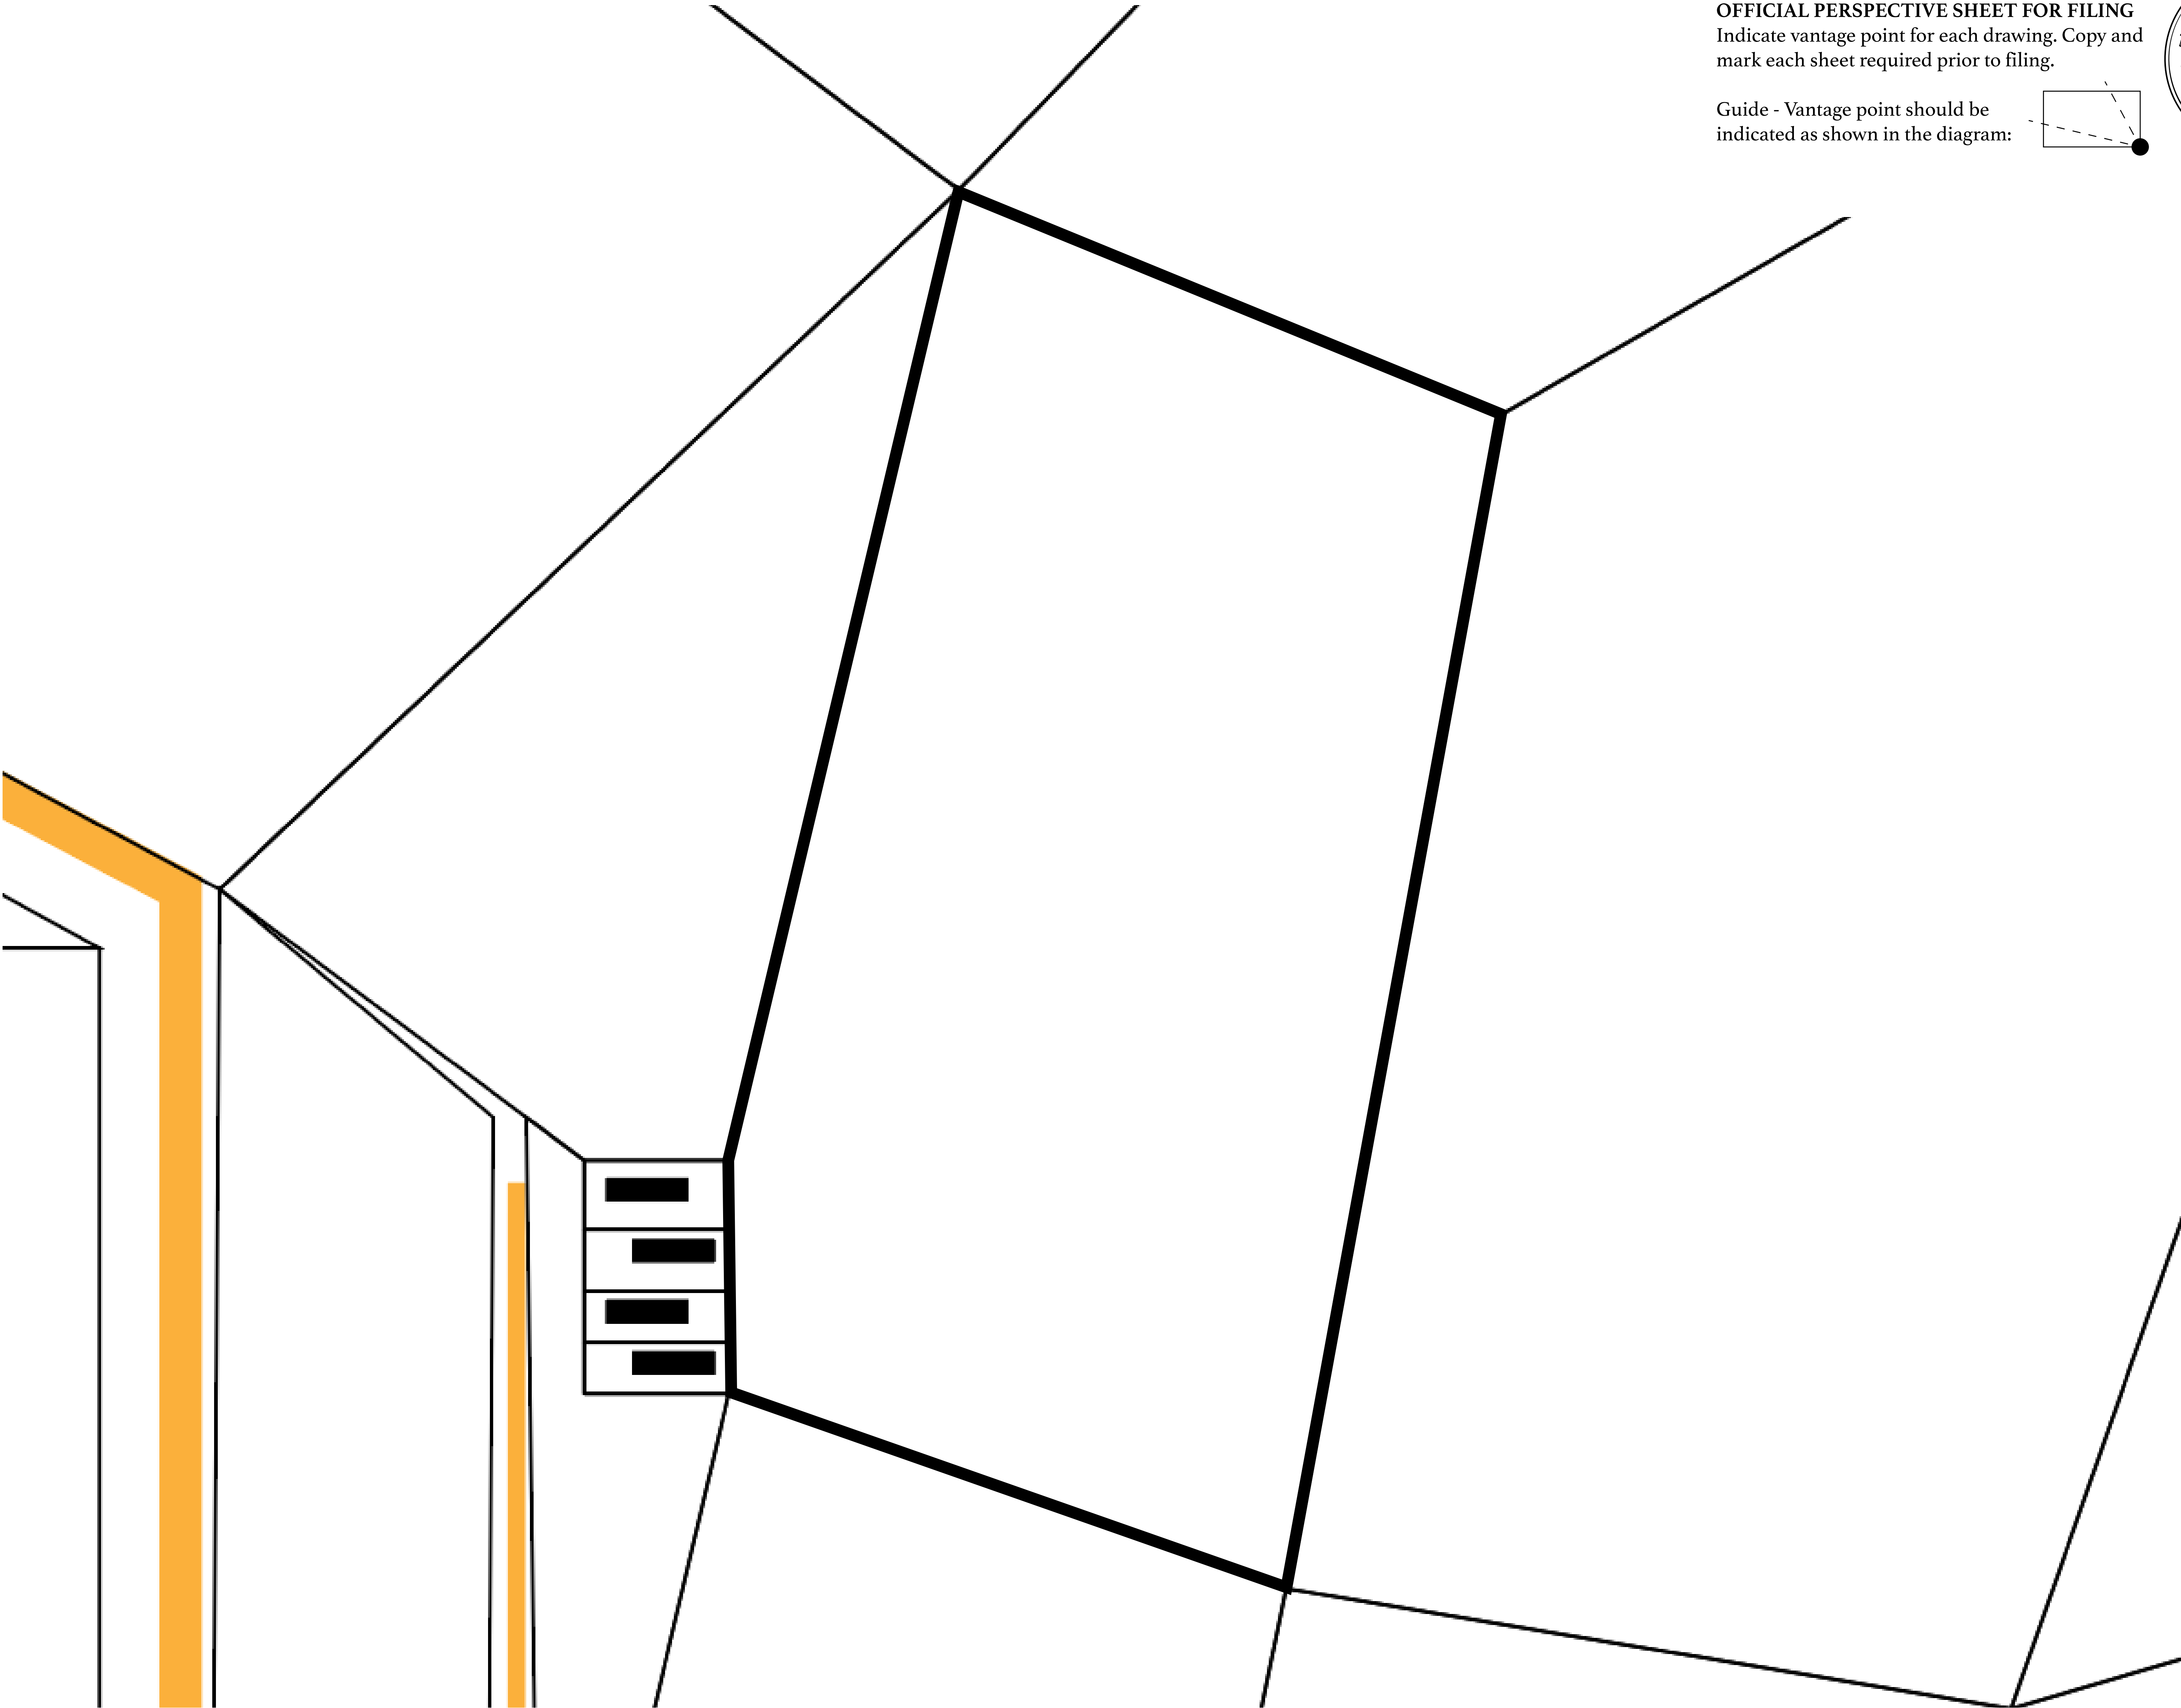 OFFICIAL PERSPECTIVE SHEET FOR FILING
Indicate vantage point for each drawing. Copy and
mark each sheet required prior to filing.
Guide - Vantage point should be
indicated as shown in the diagram: